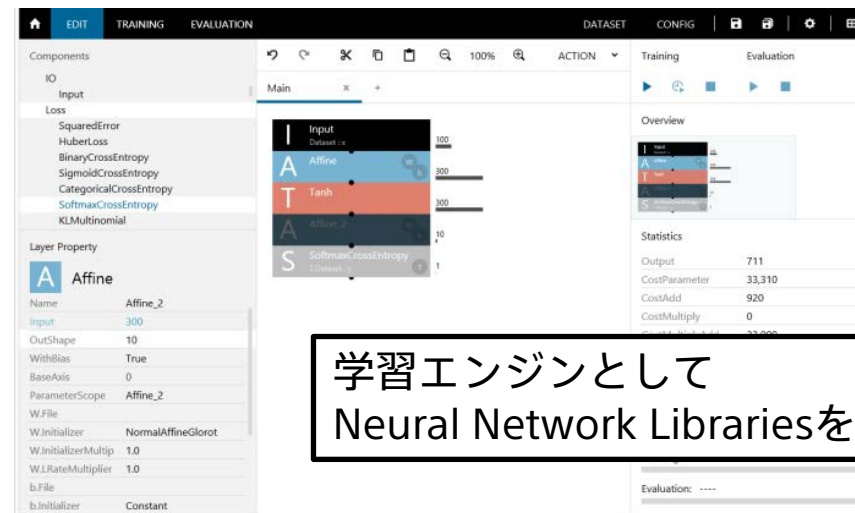 EDIT TRAINING EVALUATION DATASET CONFIG
Components
IO
Input
Loss
SquaredError
HuberLoss
BinaryCrossEntropy
SigmoidCrossEntropy
CategoricalCrossEntropy
SoftmaxCrossEntropy
KLMultinomial
Layer Property
A Affine
Name Affine_2
Input 300
OutShape 10
WithBias True
BaseAxis 0
ParameterScope Affine_2
W.File
W.Initializer NormalAffineGlorot
W.InitializerMultip 1.0
W.LRateMultiplier 1.0
b.File
b.Initializer Constant
100% ACTION
Main x +
I Input
Dataset : x
100
A Affine
W b
300
T Tanh
300
A Affine_2
10
S SoftmaxCrossEntropy
T.Dataset : y
T
1
Training Evaluation
Overview
Statistics
Output 711
CostParameter 33,310
CostAdd 920
CostMultiply 0
学習エンジンとして
Neural Network Librariesを
Evaluation: ----